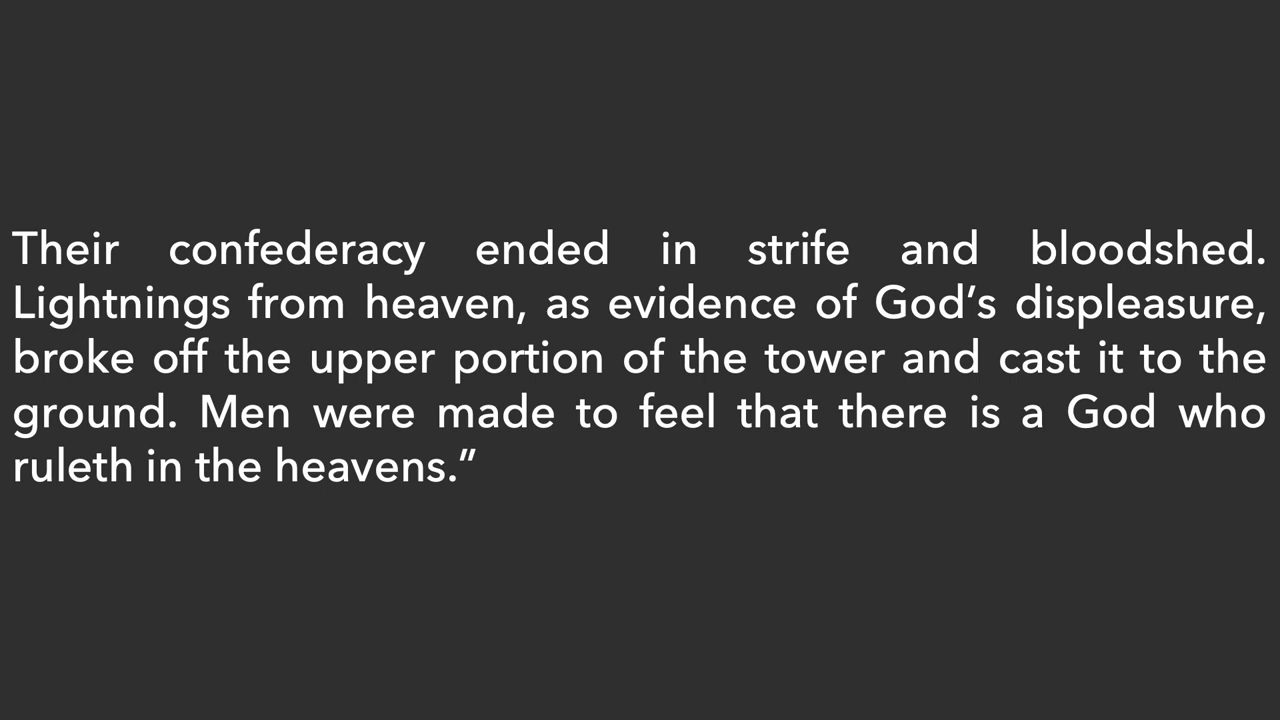 Their confederacy ended in strife and bloodshed.
Lightnings from heaven, as evidence of God’s displeasure,
broke off the upper portion of the tower and cast it to the
ground. Men were made to feel that there is a God who
ruleth in the heavens.”